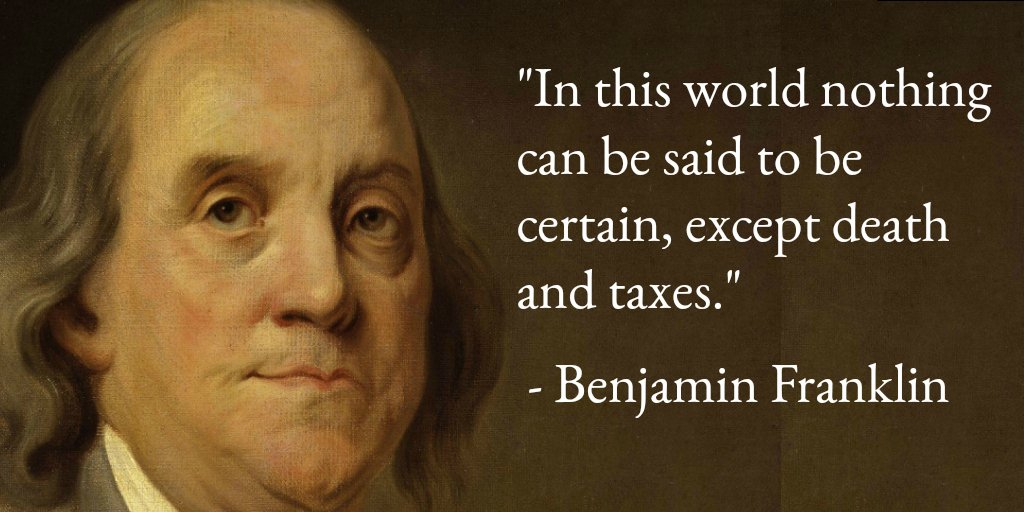 "In this world nothing
can be said to be
certain, except death
and taxes."
- Benjamin Franklin